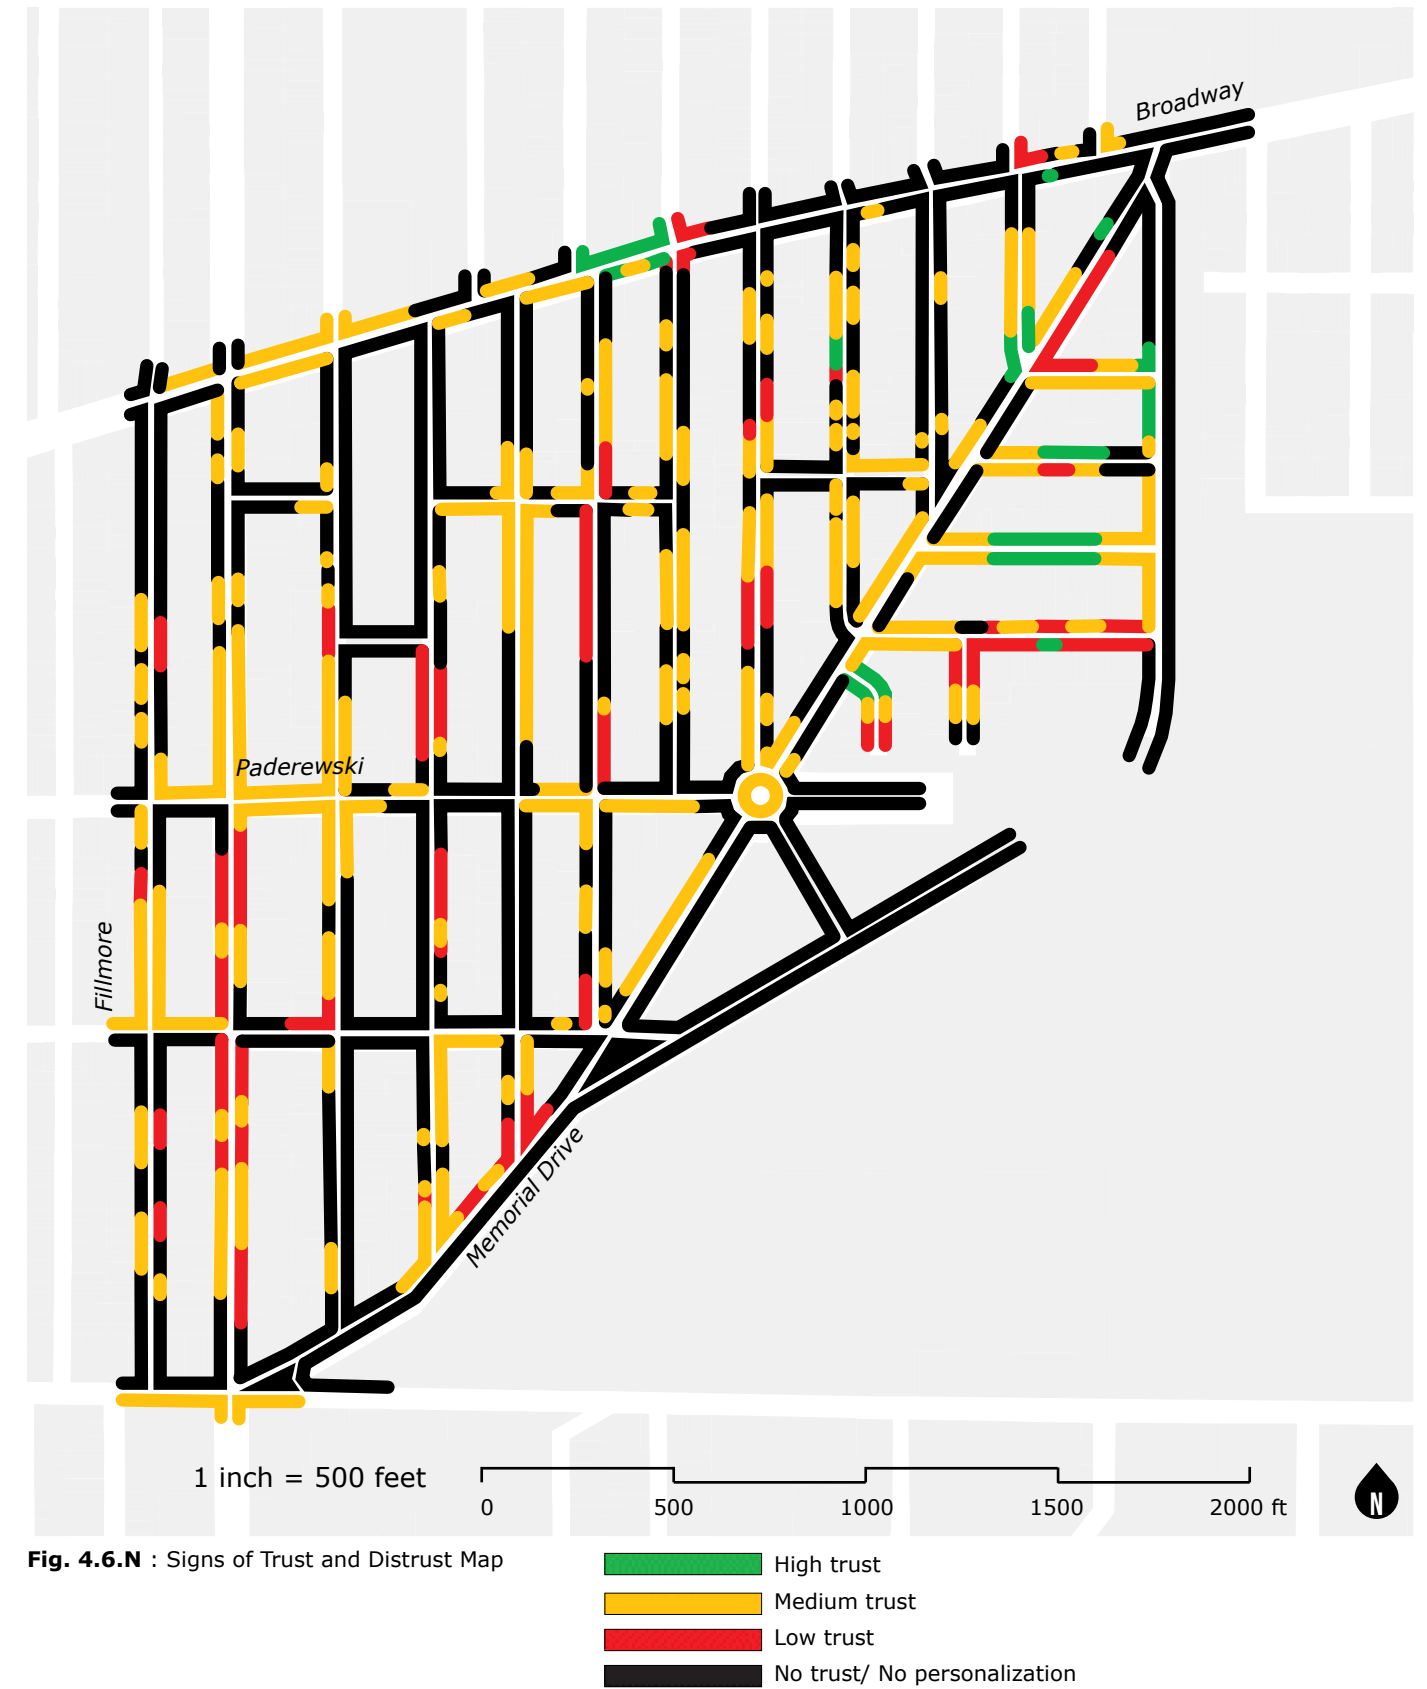 Broadway
Paderewski
Fillmore
Memorial Drive
1 inch = 500 feet
0 500 1000 1500 2000 ft
N
Fig. 4.6.N : Signs of Trust and Distrust Map
High trust
Medium trust
Low trust
No trust/ No personalization